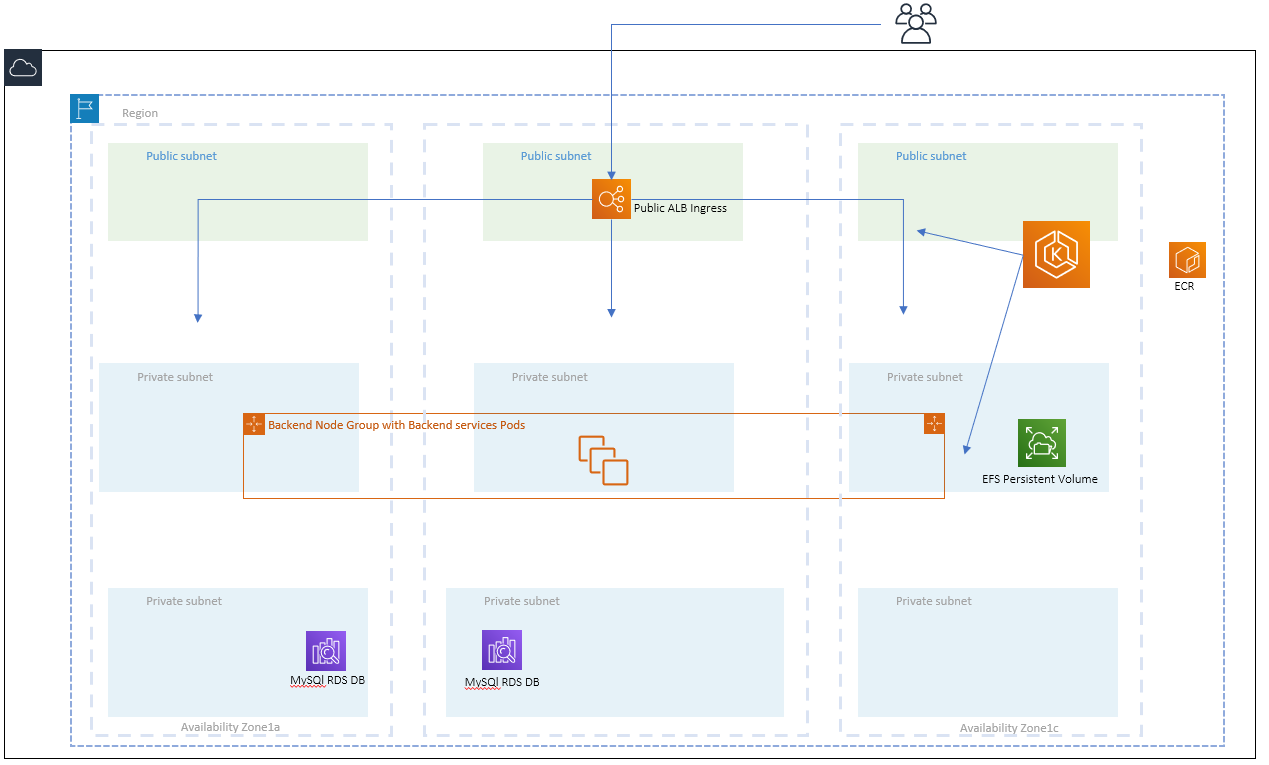 Region
Public subnet
Public subnet
Public subnet
Public ALB Ingress
K
ECR
Private subnet
Private subnet
Private subnet
Backend Node Group with Backend services Pods
EFS Persistent Volume
Private subnet
Private subnet
Private subnet
MySQl RDS DB
MySQl RDS DB
Availability Zone1a
Availability Zone1c